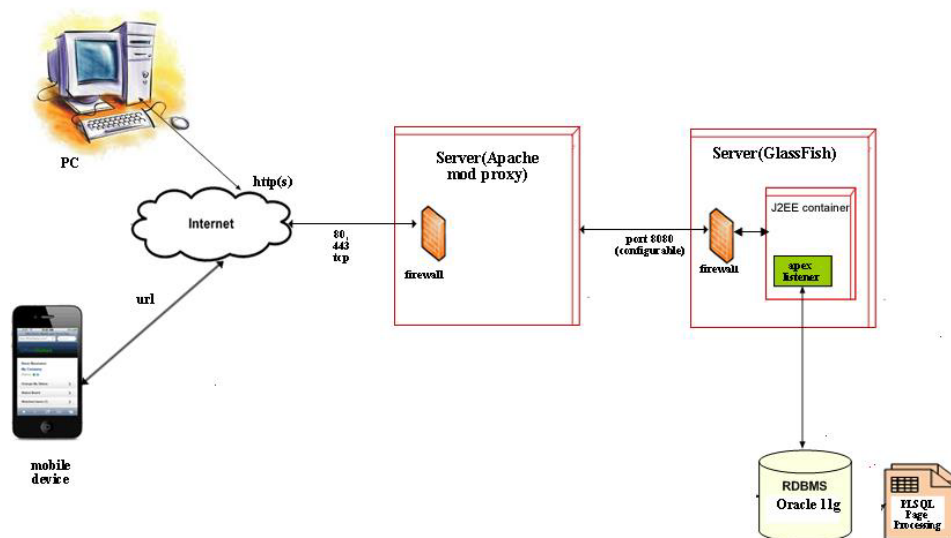 PC
http(s)
Internet
url
mobile
device
80,
443
tcp
Server(Apache
mod proxy)
firewall
port 8080
(configurable)
Server(GlassFish)
firewall
J2EE container
apex
listener
RDBMS
Oracle 11g
PLSQL
Page
Processing